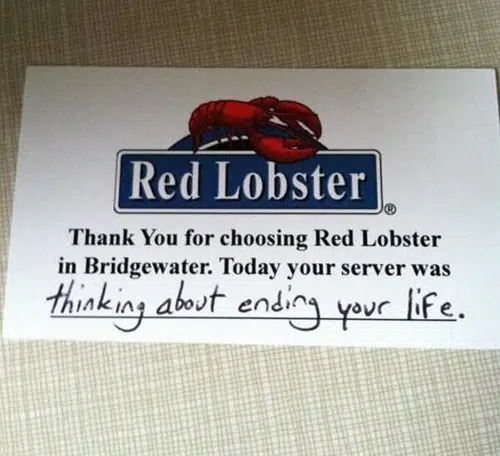 Red Lobster®
Thank You for choosing Red Lobster
in Bridgewater. Today your server was
thinking about ending your life.